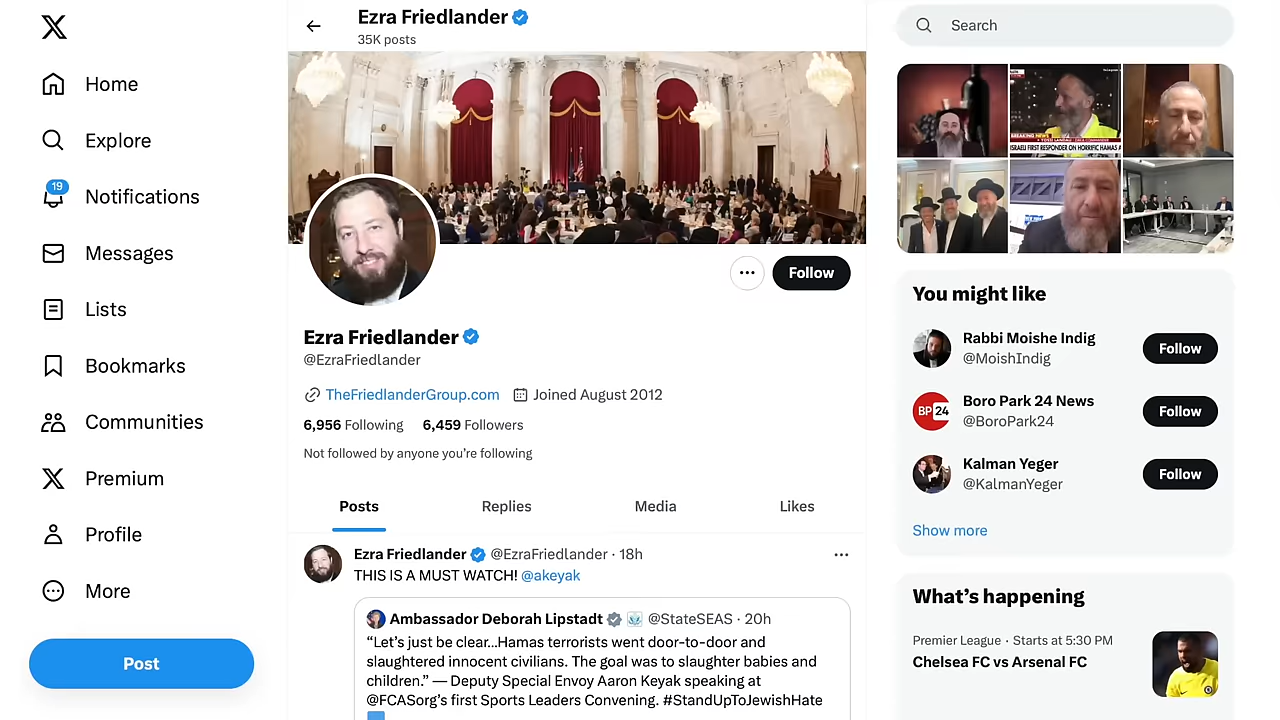 Home
Explore
19
Notifications
Messages
Lists
Bookmarks
Communities
Premium
Profile
More
Post
Ezra Friedlander
35K posts
Follow
Ezra Friedlander
@EzraFriedlander
TheFriedlanderGroup.com Joined August 2012
6,956 Following 6,459 Followers
Not followed by anyone you’re following
Posts Replies Media Likes
Ezra Friedlander @EzraFriedlander · 18h
THIS IS A MUST WATCH! @akeyak
Ambassador Deborah Lipstadt @StateSEAS · 20h
“Let’s just be clear...Hamas terrorists went door-to-door and
slaughtered innocent civilians. The goal was to slaughter babies and
children.” — Deputy Special Envoy Aaron Keyak speaking at
@FCASorg’s first Sports Leaders Convening. #StandUpToJewishHate
Search
BREAKING NEWS
ISRAELI FIRST RESPONDER ON HORRIFIC HAMAS A
You might like
Rabbi Moishe Indig
@MoishIndig
Follow
BP 24
Boro Park 24 News
@BoroPark24
Follow
Kalman Yeger
@KalmanYeger
Follow
Show more
What’s happening
Premier League · Starts at 5:30 PM
Chelsea FC vs Arsenal FC